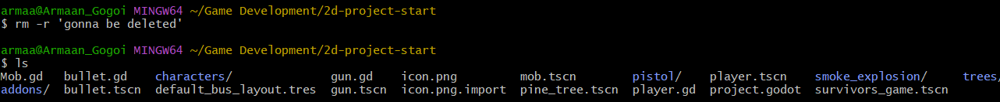 armaa@Armaan_Gogoi MINGW64 ~/Game Development/2d-project-start
$ rm -r 'gonna be deleted'
armaa@Armaan_Gogoi MINGW64 ~/Game Development/2d-project-start
$ ls
Mob.gd bullet.gd characters/ gun.gd icon.png mob.tscn pistol/ player.tscn smoke_explosion/ trees/
addons/ bullet.tscn default_bus_layout.tres gun.tscn icon.png.import pine_tree.tscn player.gd project.godot survivors_game.tscn